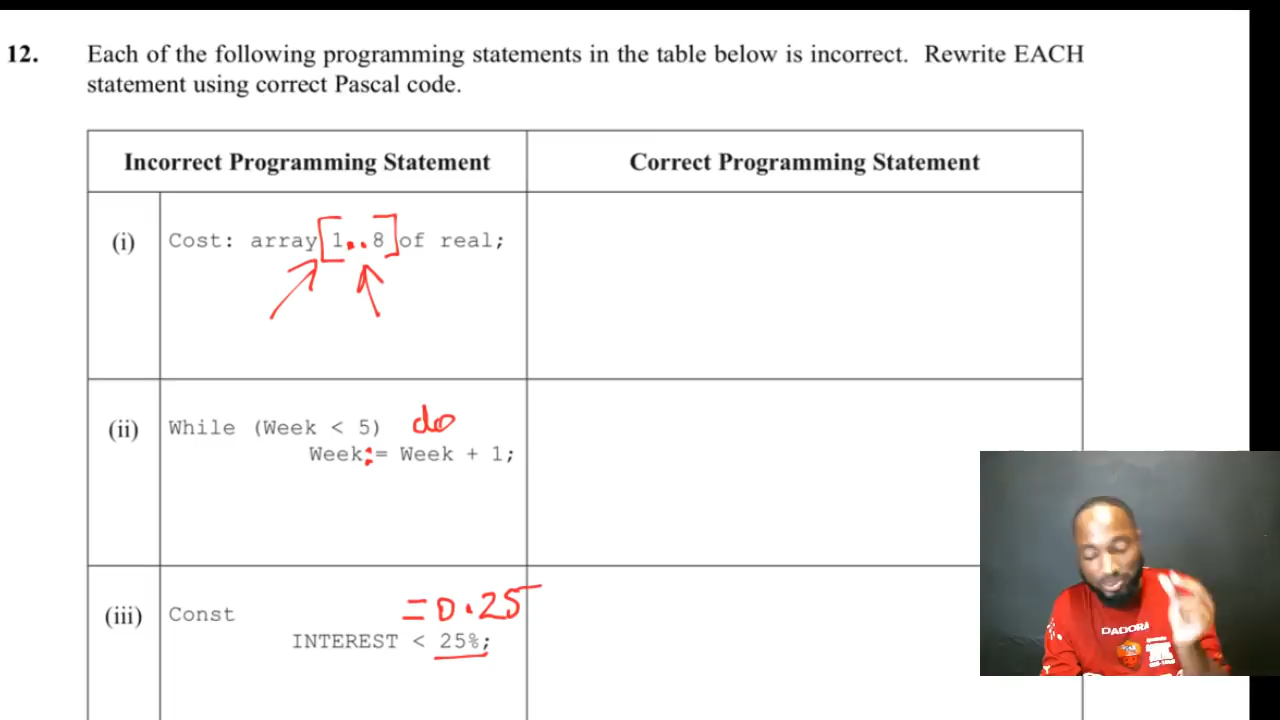 12. Each of the following programming statements in the table below is incorrect. Rewrite EACH
statement using correct Pascal code.
Incorrect Programming Statement Correct Programming Statement
(i) Cost: array [1..8] of real;
(ii) While (Week < 5) do
Week:= Week + 1;
(iii) Const
=0.25
INTEREST < 25%;
DADORA